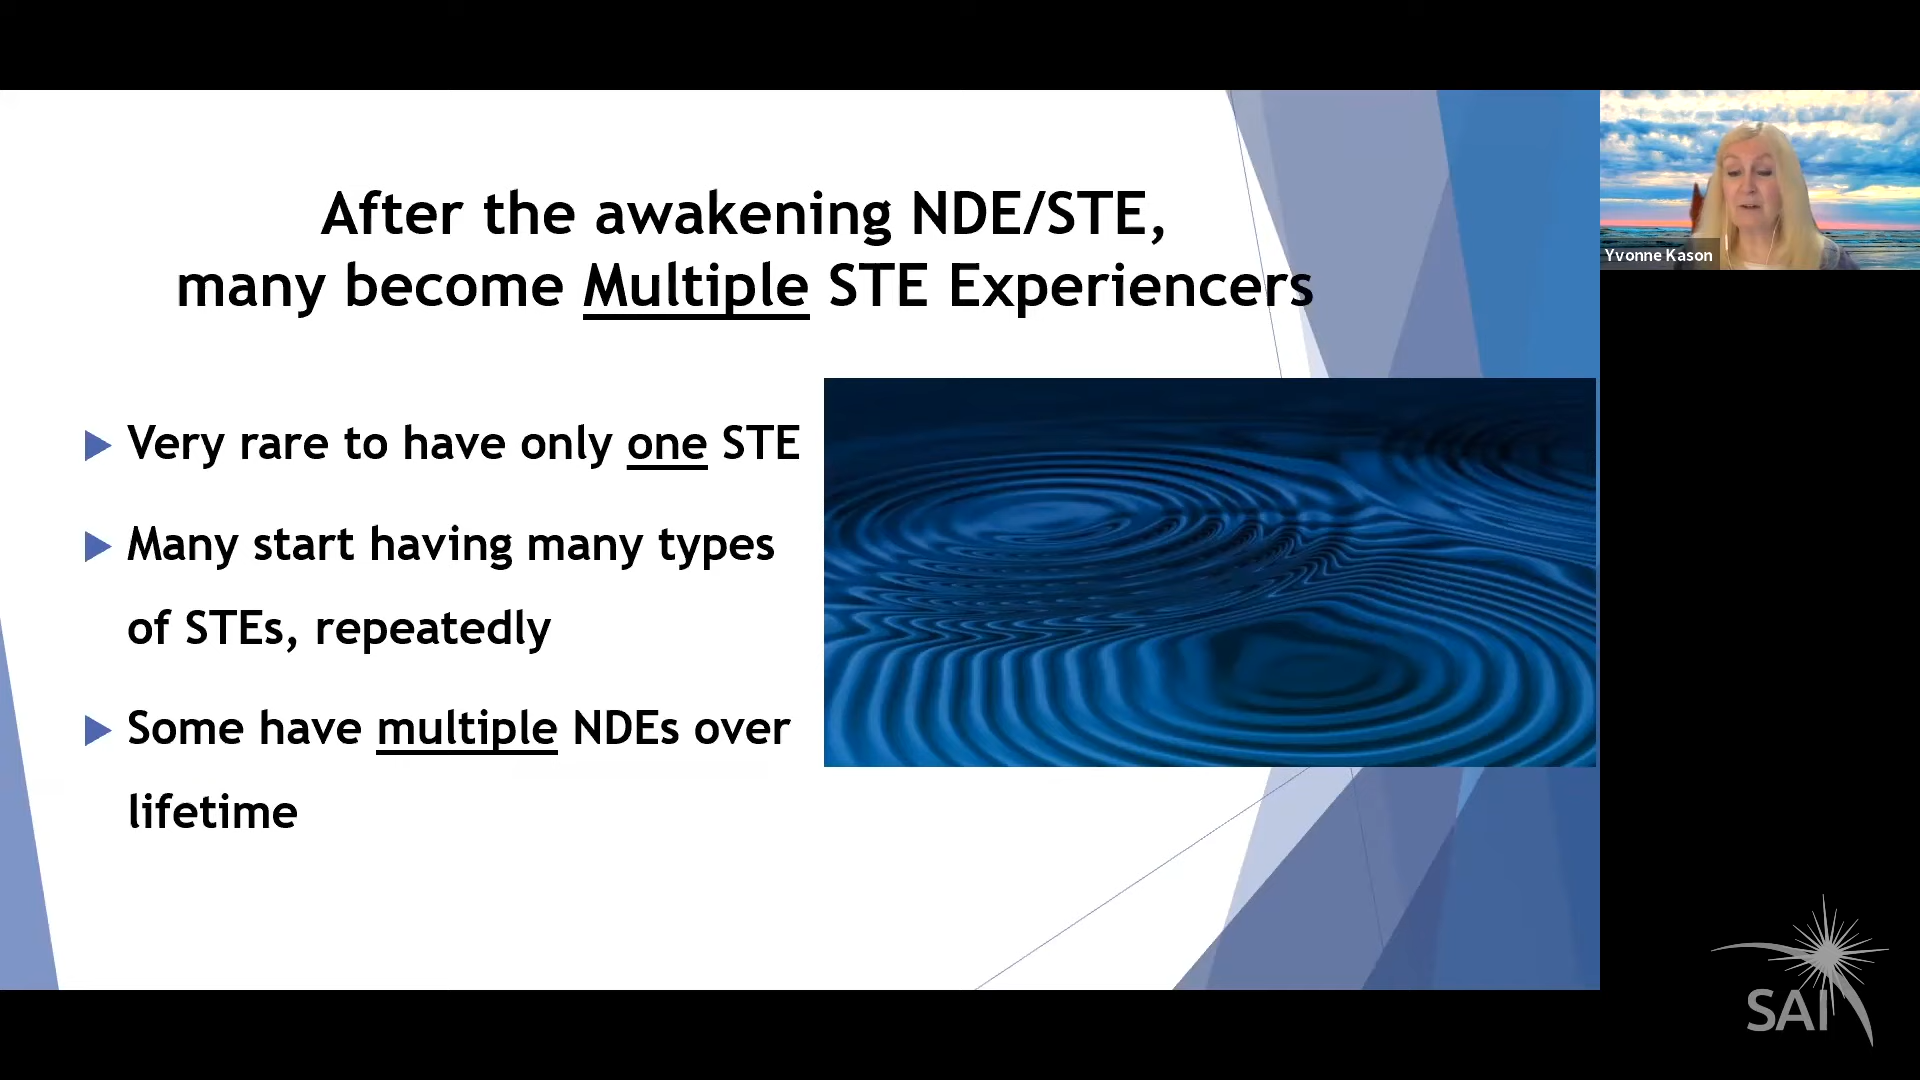 After the awakening NDE/STE,
many become Multiple STE Experiencers
Very rare to have only one STE
Many start having many types
of STEs, repeatedly
Some have multiple NDEs over
lifetime
Yvonne Kason
SAI